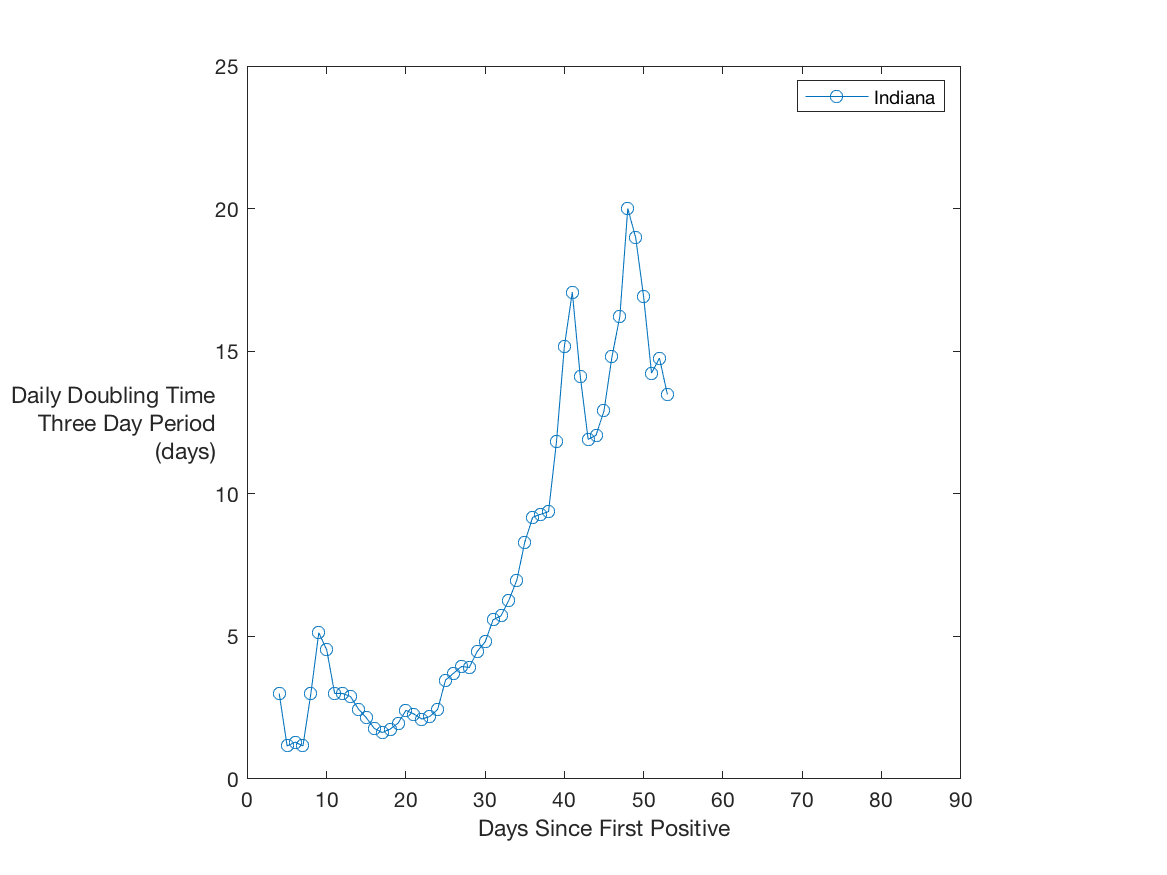 Indiana
25
20
15
10
5
0
Daily Doubling Time
Three Day Period
(days)
0 10 20 30 40 50 60 70 80 90
Days Since First Positive